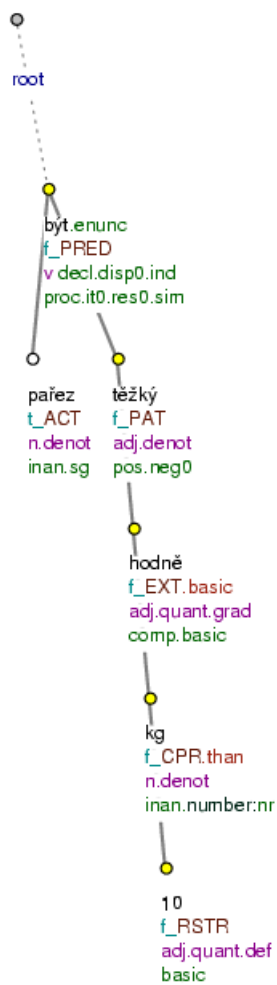 root
být.enunc
f_PRED
v decl.disp0.ind
proc.it0.res0.sim
pařez
t_ACT
n.denot
inan.sg
těžký
f_PAT
adj.denot
pos.neg0
hodně
f_EXT.basic
adj.quant.grad
comp.basic
kg
f_CPR.than
n.denot
inan.number:nr
10
f_RSTR
adj.quant.def
basic